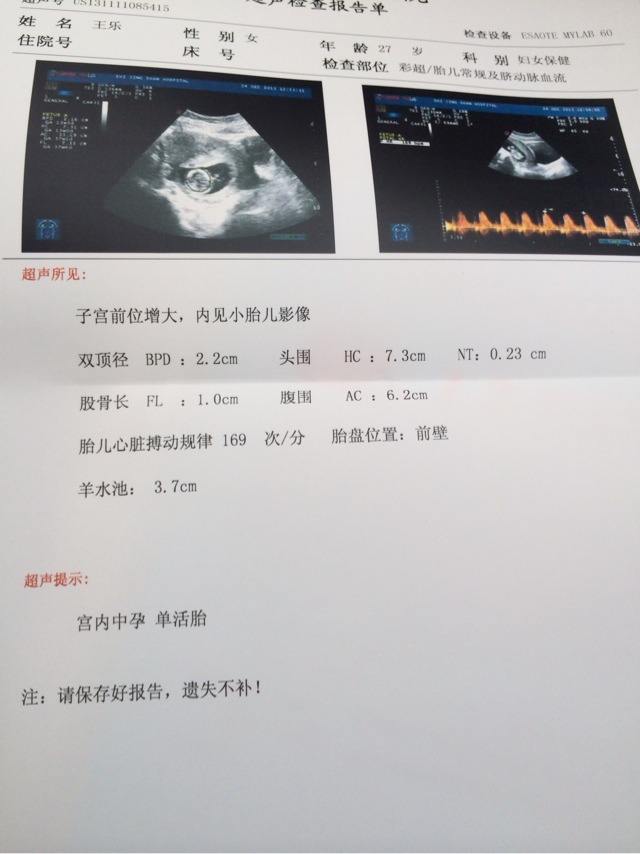 超声号 US131111085415
超声检查报告单
姓 名 王乐
性 别 女
检查设备 ESAOTE MYLAB 60
住院号
床 号
年 龄 27 岁
科 别 妇女保健
检查部位 彩超/胎儿常规及脐动脉血流
超声所见:
子宫前位增大, 内见小胎儿影像
双顶径 BPD : 2.2cm 头围 HC : 7.3cm NT: 0.23 cm
股骨长 FL : 1.0cm 腹围 AC : 6.2cm
胎儿心脏搏动规律 169 次/分 胎盘位置: 前壁
羊水池: 3.7cm
超声提示:
宫内中孕 单活胎
注: 请保存好报告, 遗失不补!